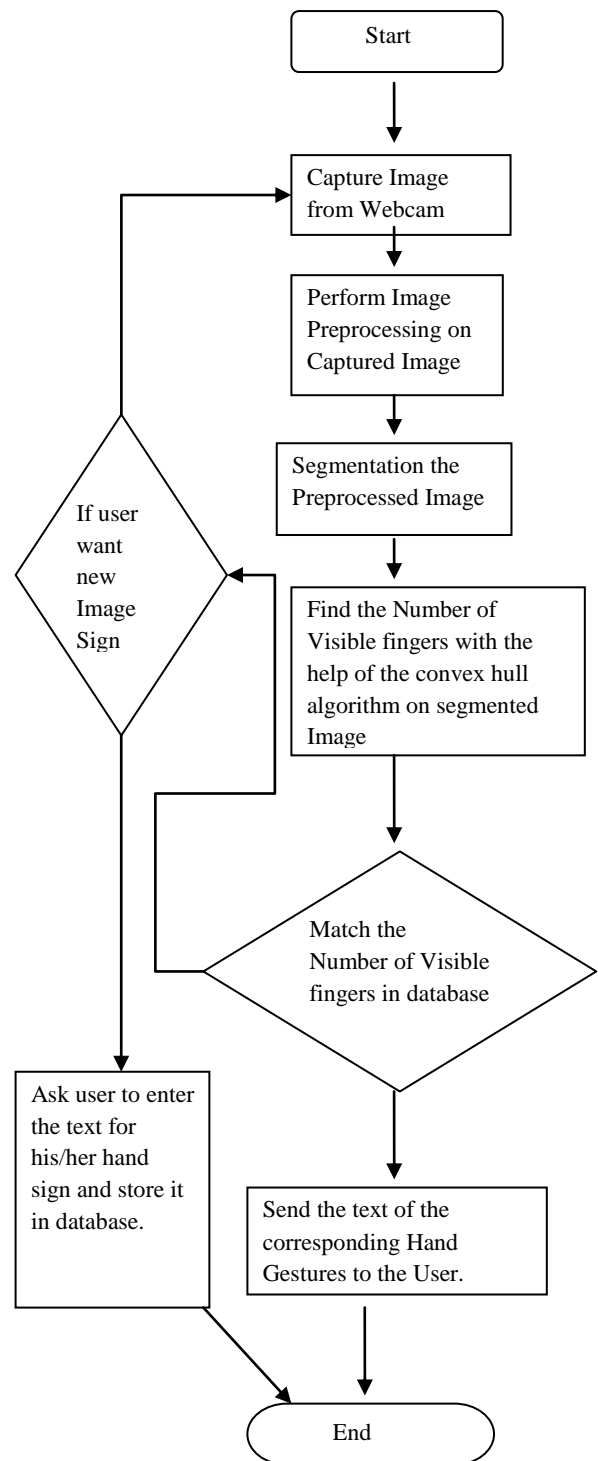 Start
Capture Image
from Webcam
Perform Image
Preprocessing on
Captured Image
Segmentation the
Preprocessed Image
If user
want
new
Image
Sign
Find the Number of
Visible fingers with the
help of the convex hull
algorithm on segmented
Image
Match the
Number of Visible
fingers in database
Ask user to enter
the text for
his/her hand
sign and store it
in database.
Send the text of the
corresponding Hand
Gestures to the User.
End